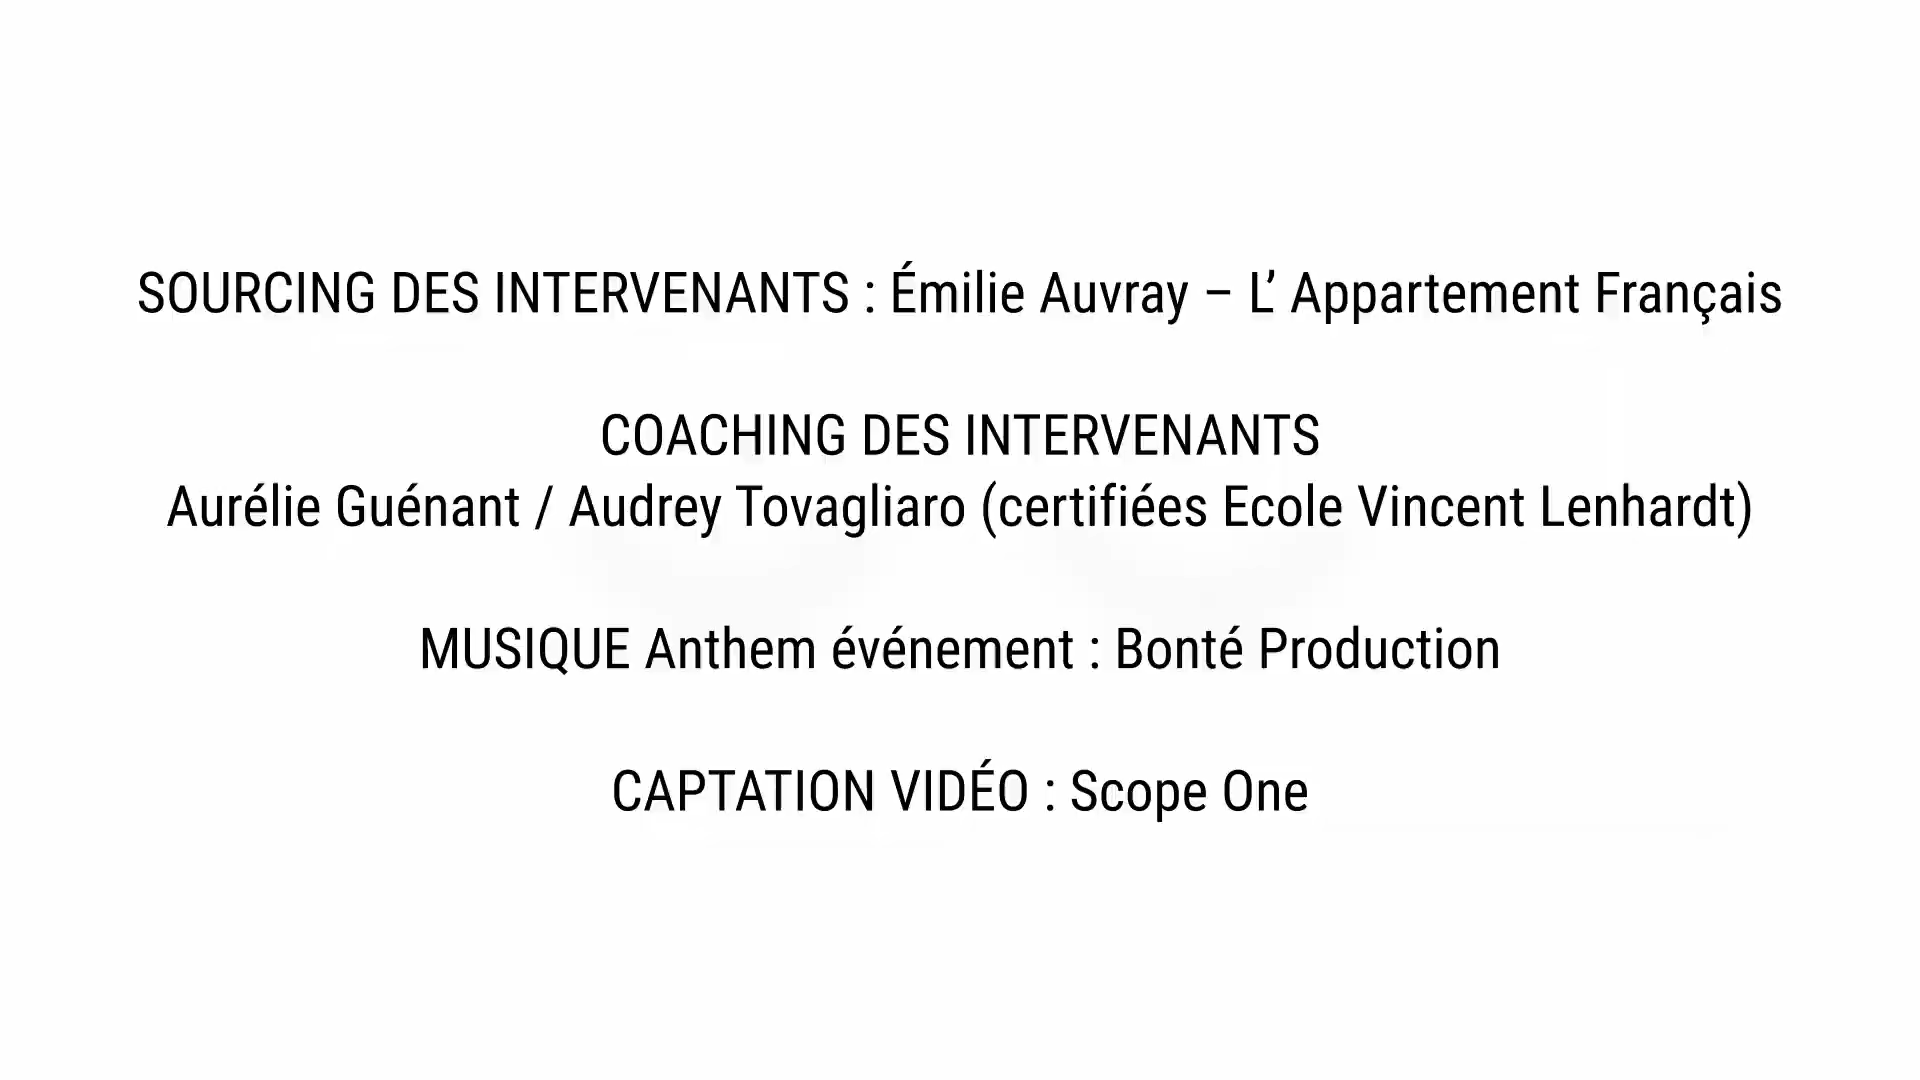 SOURCING DES INTERVENANTS : Émilie Auvray – L’ Appartement Français
COACHING DES INTERVENANTS
Aurélie Guénant / Audrey Tovagliaro (certifiées Ecole Vincent Lenhardt)
MUSIQUE Anthem événement : Bonté Production
CAPTATION VIDÉO : Scope One